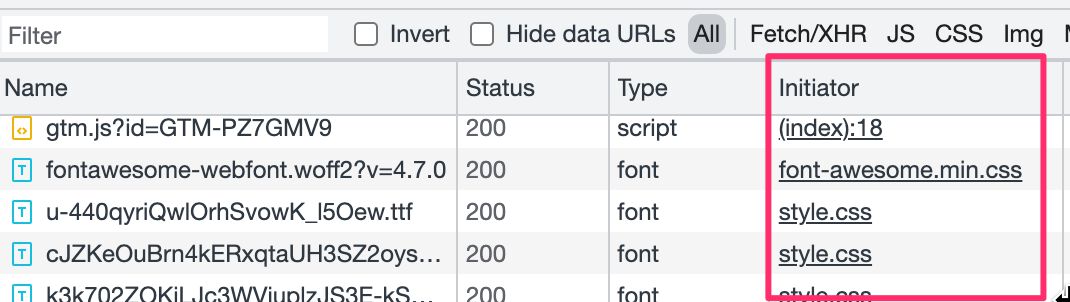 Filter Invert Hide data URLs All Fetch/XHR JS CSS Img
Name Status Type Initiator
gtm.js?id=GTM-PZ7GMV9 200 script (index):18
fontawesome-webfont.woff2?v=4.7.0 200 font font-awesome.min.css
u-440qyriQwlOrhSvowK_l5Oew.ttf 200 font style.css
cJZKeOuBrn4kERxqtaUH3SZ2oys... 200 font style.css
200 font style.css